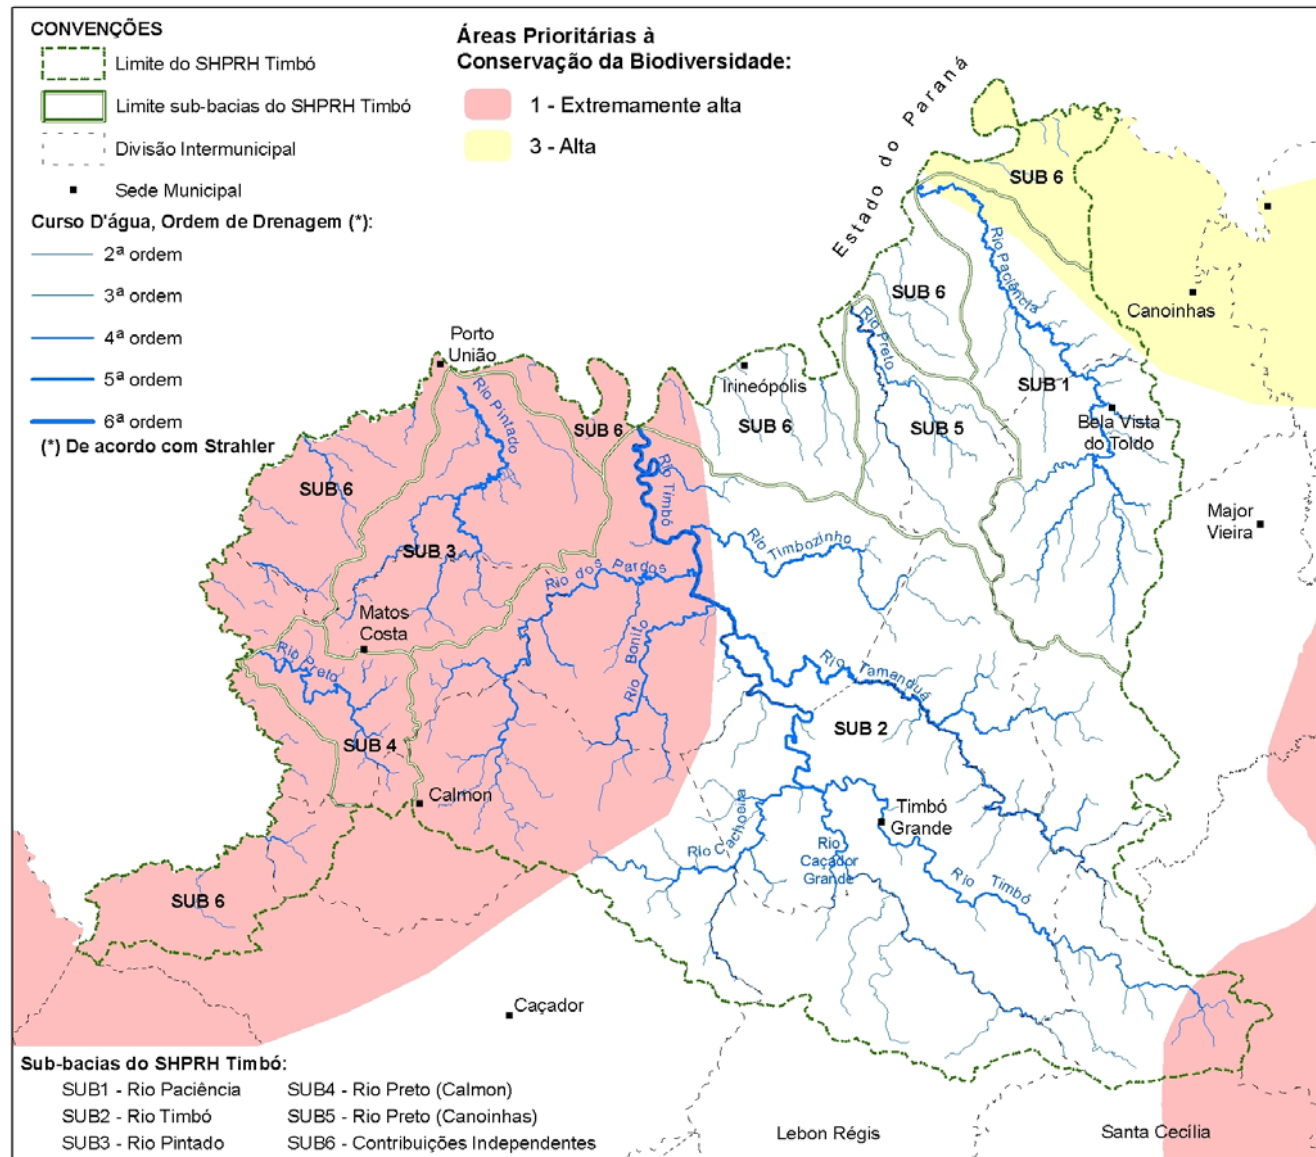 CONVENÇÕES
Limite do SHPRH Timbó
Limite sub-bacias do SHPRH Timbó
Divisão Intermunicipal
Sede Municipal
Curso D'água, Ordem de Drenagem (*):
2ª ordem
3ª ordem
4ª ordem
5ª ordem
6ª ordem
(*) De acordo com Strahler
Áreas Prioritárias à
Conservação da Biodiversidade:
1 - Extremamente alta
3 - Alta
Estado do Paraná
SUB 6
Rio Paciência
Canoinhas
SUB 6
Rio Preto
Porto
União
Irineópolis
SUB 1
Bela Vista
do Toldo
Rio Pintado
SUB 6
SUB 6
SUB 5
Rio Timbó
SUB 6
Major
Vieira
SUB 3
Rio Timbozinho
Rio dos Pardos
Matos
Costa
Rio Bonito
Rio Preto
Rio Tamanduá
SUB 2
SUB 4
Calmon
Timbó
Grande
Rio Cachoeira
Rio
Caçador
Grande
Rio Timbó
SUB 6
Caçador
Sub-bacias do SHPRH Timbó:
SUB1 - Rio Paciência
SUB2 - Rio Timbó
SUB3 - Rio Pintado
SUB4 - Rio Preto (Calmon)
SUB5 - Rio Preto (Canoinhas)
SUB6 - Contribuições Independentes
Lebon Régis
Santa Cecília